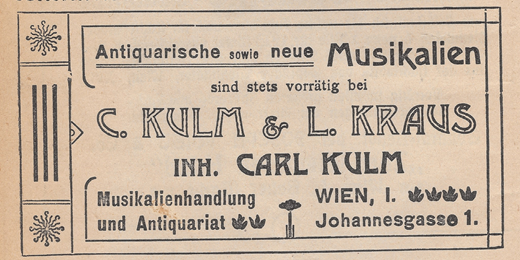 Antiquarische sowie neue Musikalien
sind stets vorrätig bei
C. KULM & L. KRAUS
INH. CARL KULM
Musikalienhandlung
und Antiquariat
WIEN, I.
Johannesgasse 1.